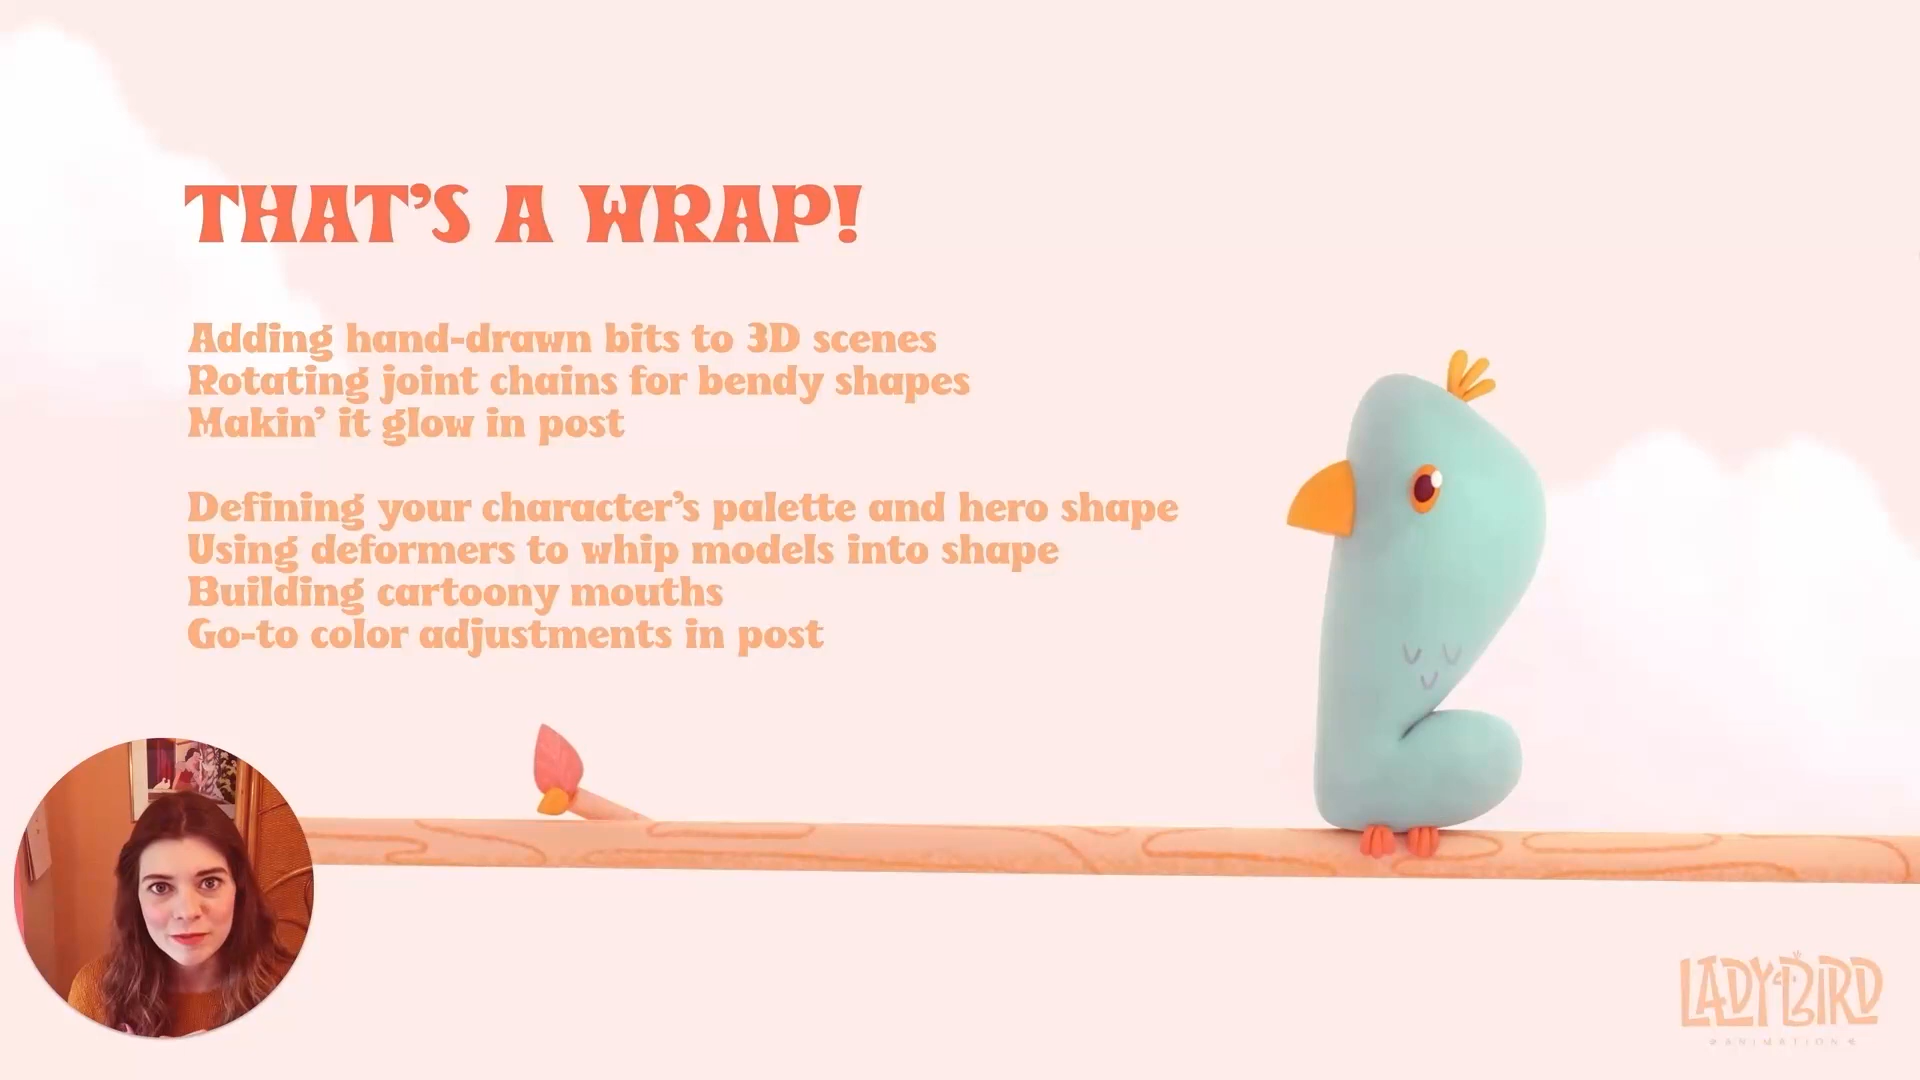 THAT'S A WRAP!
Adding hand-drawn bits to 3D scenes
Rotating joint chains for bendy shapes
Makin' it glow in post
Defining your character's palette and hero shape
Using deformers to whip models into shape
Building cartoony mouths
Go-to color adjustments in post
LADYBIRD
ANIMATION